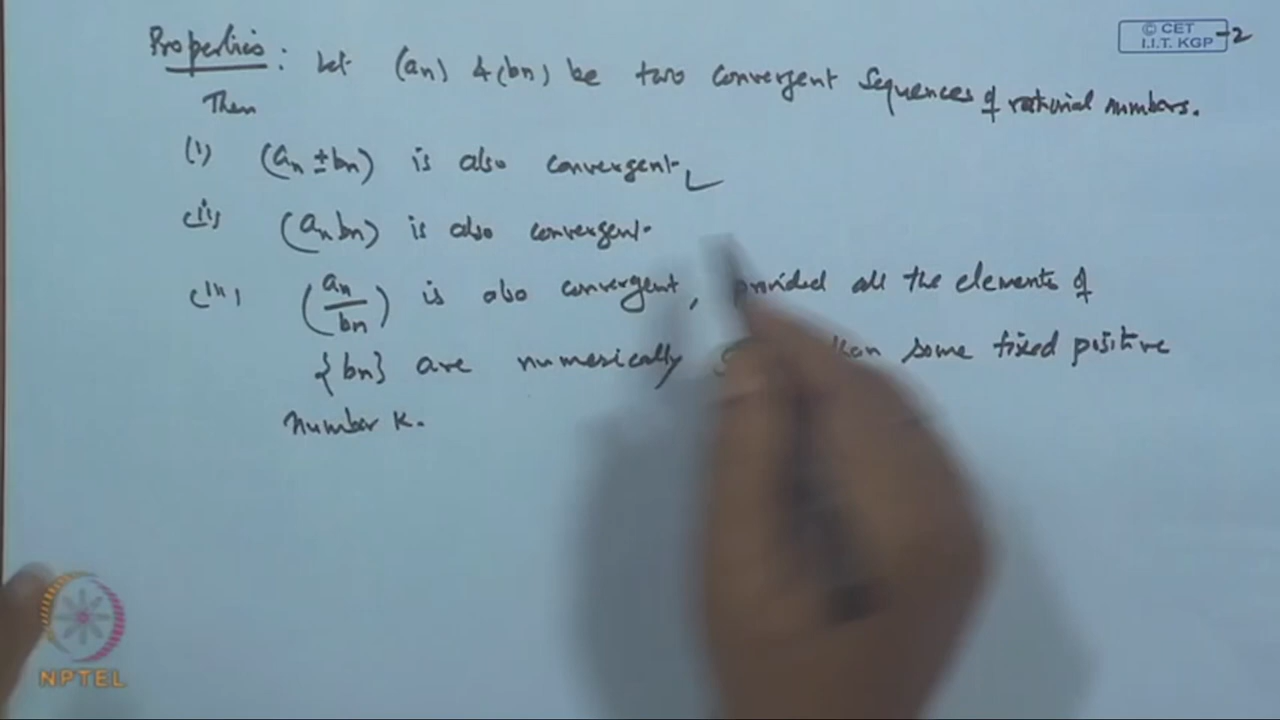 © CET
I.I.T. KGP -2
Properties : Let (an) & (bn) be two convergent sequences of rational numbers.
Then
(i) (an ± bn) is also convergent
(ii) (an bn) is also convergent.
(iii) (an/bn) is also convergent, provided all the elements of
{bn} are numerically than some fixed positive
number K.
NPTEL